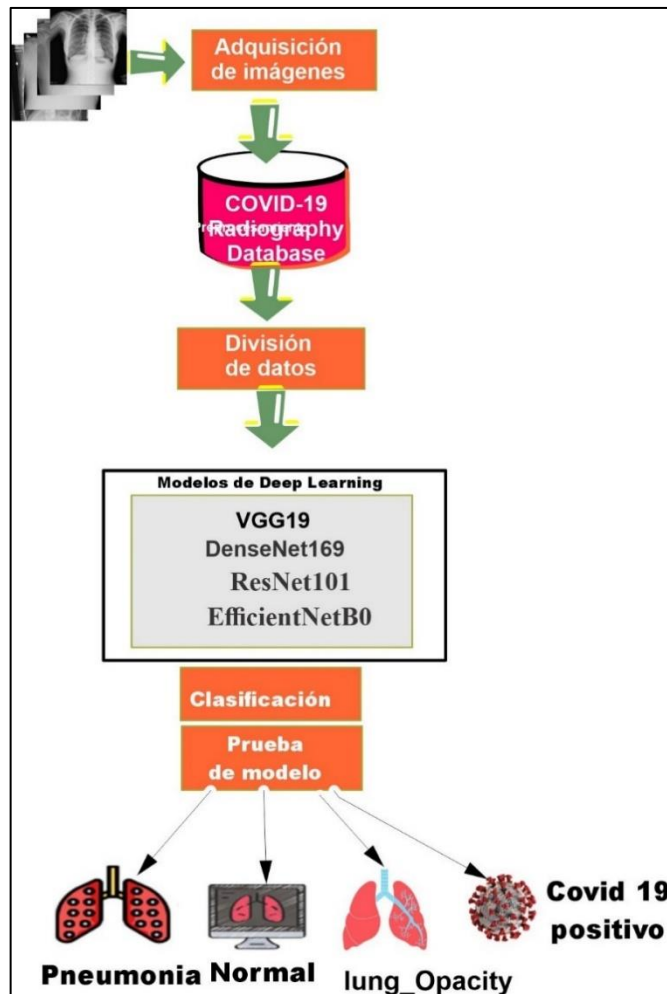 Adquisición
de imágenes
COVID-19
Radiography
Database
División
de datos
Modelos de Deep Learning
VGG19
DenseNet169
ResNet101
EfficientNetB0
Clasificación
Prueba
de modelo
Pneumonia
Normal
lung_Opacity
Covid 19
positivo